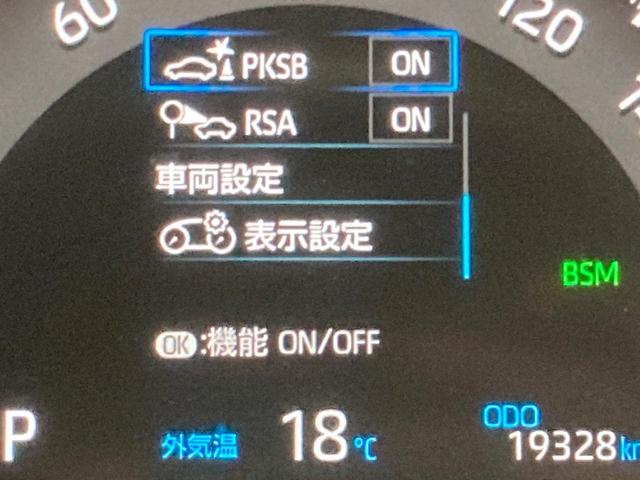 60
120
PKSB ON
RSA ON
車両設定
表示設定
BSM
OK:機能 ON/OFF
P
外気温 18℃
ODO
19328km